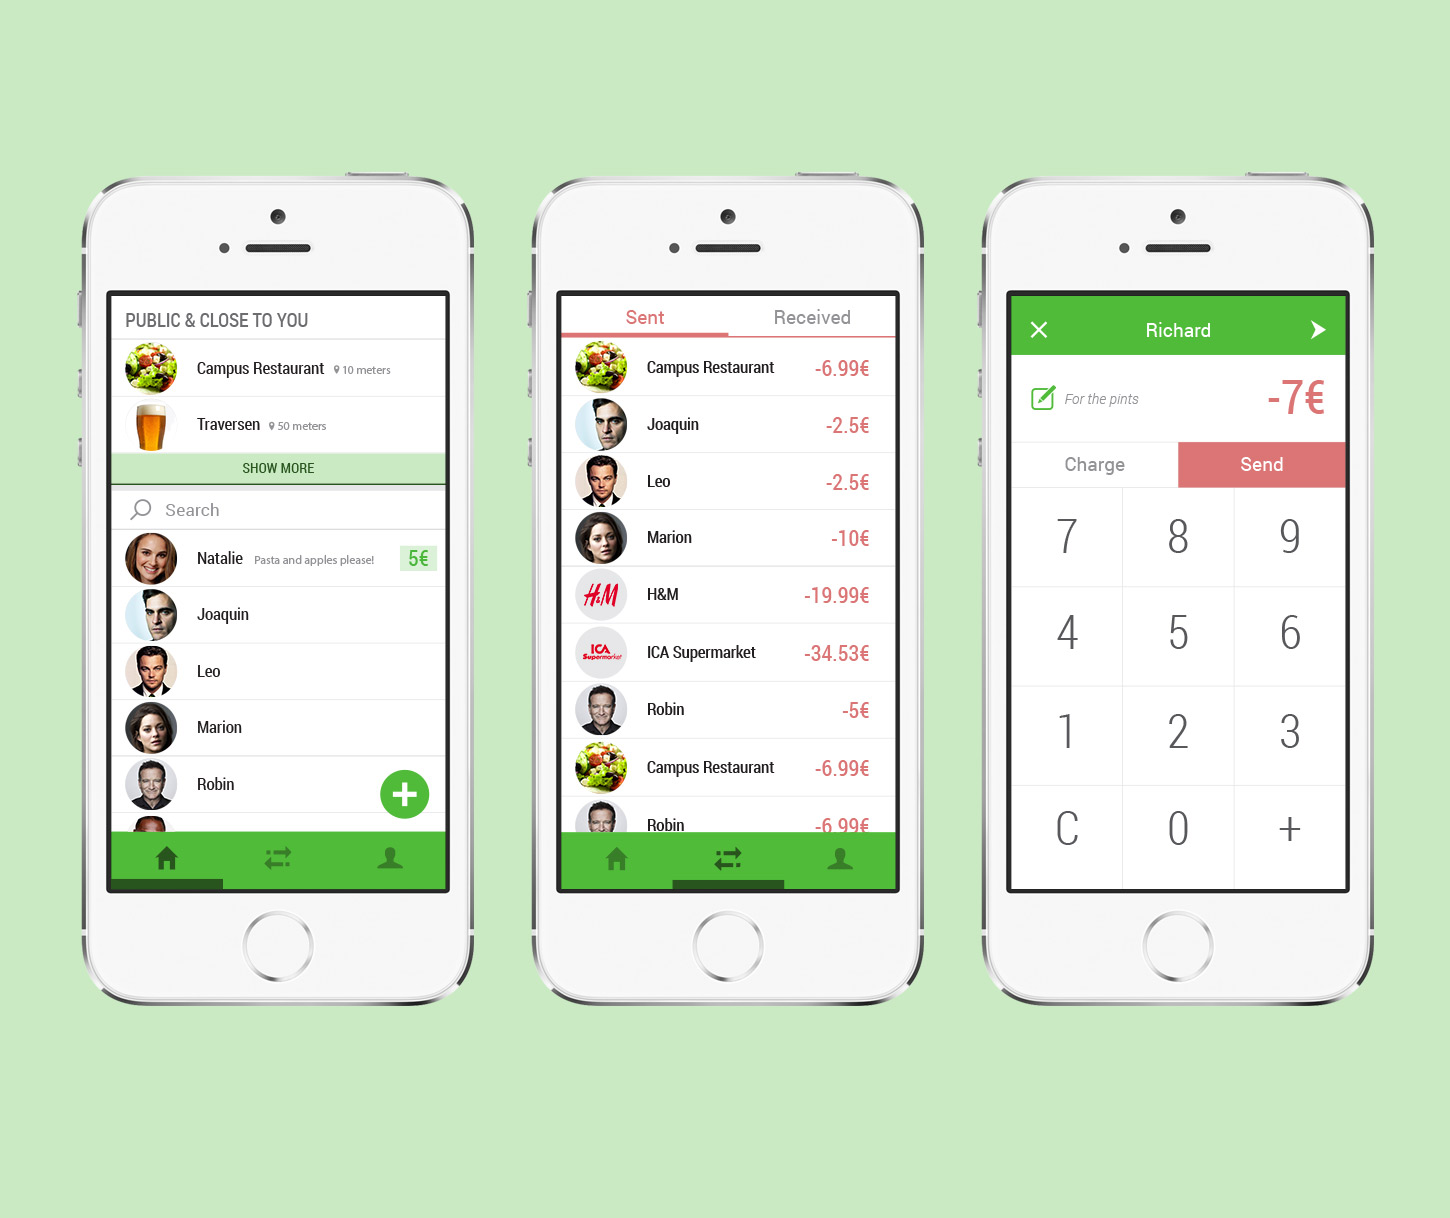 PUBLIC & CLOSE TO YOU
Campus Restaurant 10 meters
Traversen 50 meters
SHOW MORE
Search
Natalie Pasta and apples please! 5€
Joaquin
Leo
Marion
Robin
Sent Received
Campus Restaurant -6.99€
Joaquin -2.5€
Leo -2.5€
Marion -10€
H&M H&M -19.99€
ICA Supermarket ICA Supermarket -34.53€
Robin -5€
Campus Restaurant -6.99€
Robin -6.99€
Richard
For the pints -7€
Charge Send
7 8 9
4 5 6
1 2 3
C 0 +